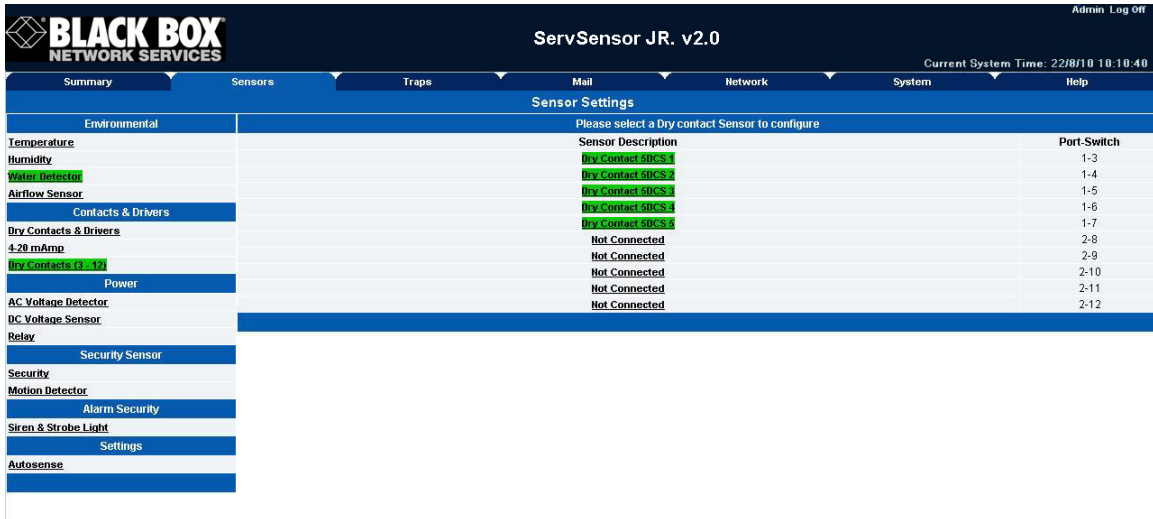 Admin Log Off
BLACK BOX
NETWORK SERVICES
ServSensor JR. v2.0
Current System Time: 22/8/10 10:10:40
Summary Sensors Traps Mail Network System Help
Sensor Settings
Environmental
Temperature
Humidity
Water Detector
Airflow Sensor
Contacts & Drivers
Dry Contacts & Drivers
4-20 mAmp
Dry Contacts (3 - 12)
Power
AC Voltage Detector
DC Voltage Sensor
Relay
Security Sensor
Security
Motion Detector
Alarm Security
Siren & Strobe Light
Settings
Autosense
Please select a Dry contact Sensor to configure
Sensor Description Port-Switch
Dry Contact 5DCS 1 1-3
Dry Contact 5DCS 2 1-4
Dry Contact 5DCS 3 1-5
Dry Contact 5DCS 4 1-6
Dry Contact 5DCS 5 1-7
Not Connected 2-8
Not Connected 2-9
Not Connected 2-10
Not Connected 2-11
Not Connected 2-12